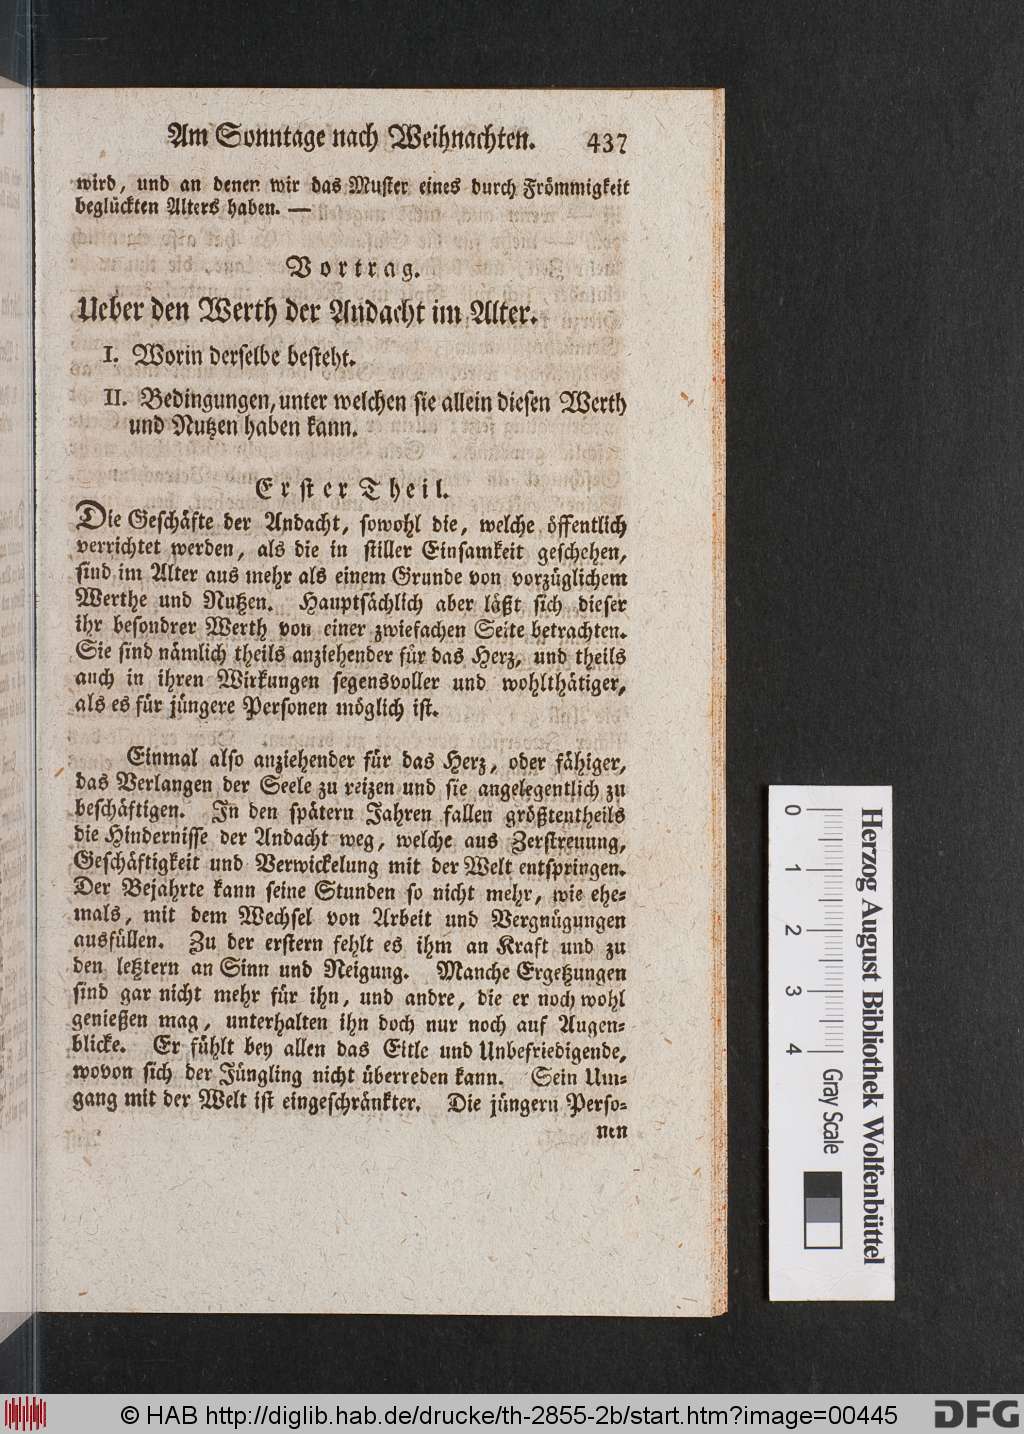 Am Sonntage nach Weihnachten. 437
wird, und an denen wir das Muster eines durch Frömmigkeit
beglückten Alters haben. —
Vortrag.
Ueber den Werth der Andacht im Alter.
I. Worin derselbe besteht.
II. Bedingungen, unter welchen sie allein diesen Werth
und Nutzen haben kann.
Erster Theil.
Die Geschäfte der Andacht, sowohl die, welche öffentlich
verrichtet werden, als die in stiller Einsamkeit geschehen,
sind im Alter aus mehr als einem Grunde von vorzüglichem
Werthe und Nutzen. Hauptsächlich aber läßt sich dieser
ihr besondrer Werth von einer zwiefachen Seite betrachten.
Sie sind nämlich theils anziehender für das Herz, und theils
auch in ihren Wirkungen segensvoller und wohlthätiger,
als es für jüngere Personen möglich ist.
Einmal also anziehender für das Herz, oder fähiger,
das Verlangen der Seele zu reizen und sie angelegentlich zu
beschäftigen. In den spätern Jahren fallen größtentheils
die Hindernisse der Andacht weg, welche aus Zerstreuung,
Geschäftigkeit und Verwickelung mit der Welt entspringen.
Der Bejahrte kann seine Stunden so nicht mehr, wie ehe=
mals, mit dem Wechsel von Arbeit und Vergnügungen
ausfüllen. Zu der erstern fehlt es ihm an Kraft und zu
den letztern an Sinn und Neigung. Manche Ergetzungen
sind gar nicht mehr für ihn, und andre, die er noch wohl
genießen mag, unterhalten ihn doch nur noch auf Augen=
blicke. Er fühlt bey allen das Eitle und Unbefriedigende,
wovon sich der Jüngling nicht überreden kann. Sein Um=
gang mit der Welt ist eingeschränkter. Die jüngern Perso=
nen
0 1 2 3 4 Gray Scale
Herzog August Bibliothek Wolfenbüttel
© HAB http://diglib.hab.de/drucke/th-2855-2b/start.htm?image=00445
DFG